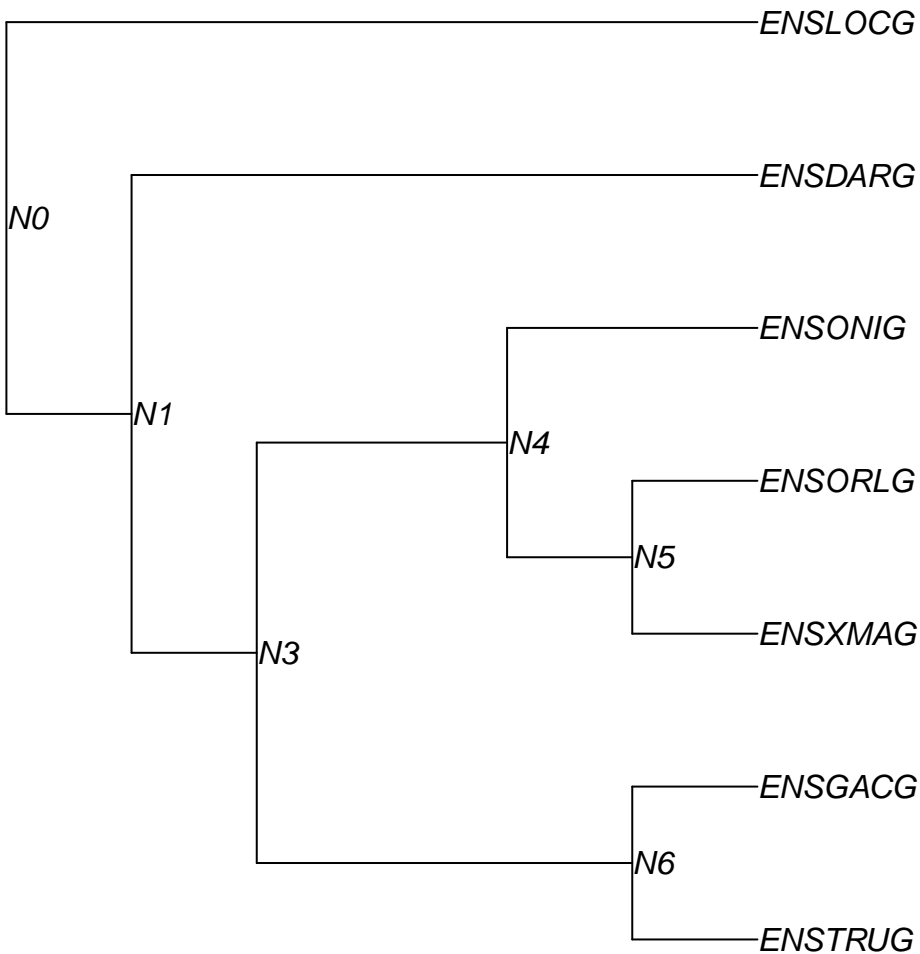 ENSLOCG
ENSDARG
N0
ENSONIG
N1
N4
ENSORLG
N5
ENSXMAG
N3
ENSGACG
N6
ENSTRUG